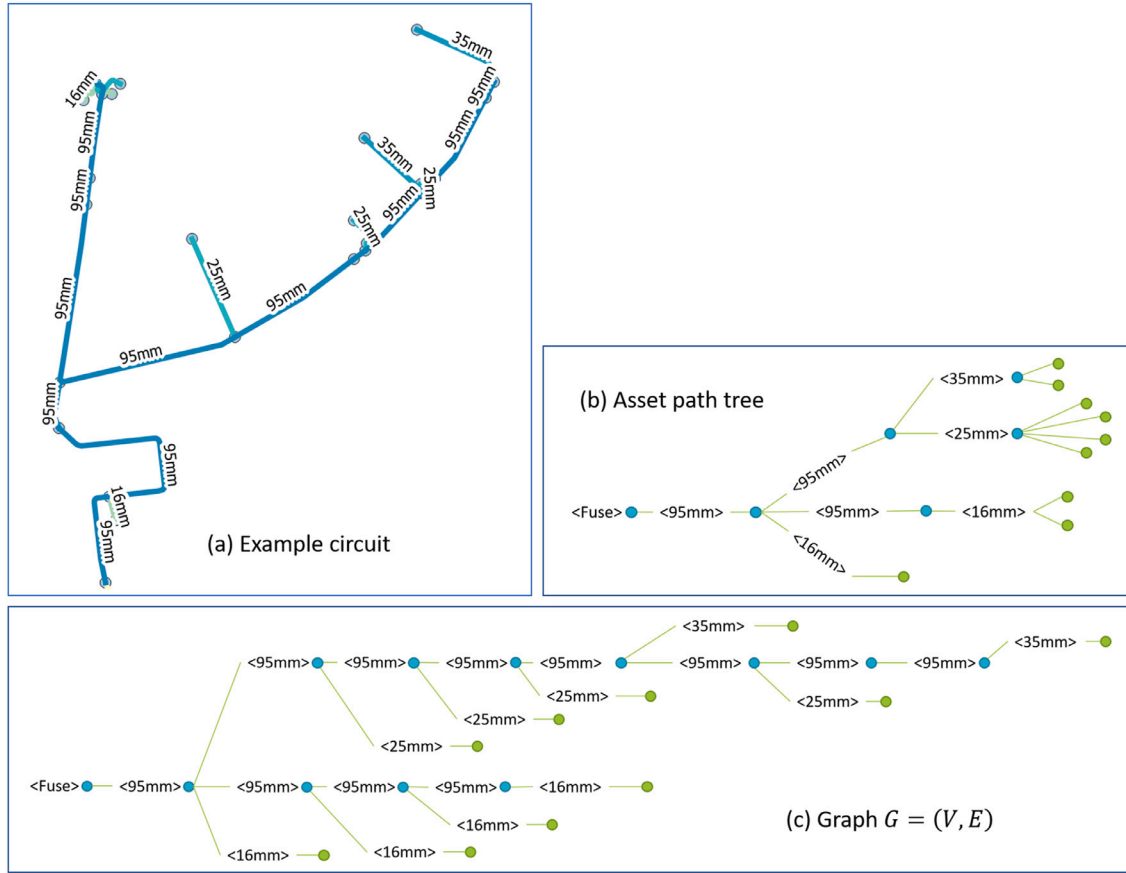 35mm
16mm
95mm
95mm
95mm
35mm
25mm
95mm
95mm
25mm
95mm
25mm
95mm
95mm
95mm
95mm
95mm
16mm
95mm
(a) Example circuit
(b) Asset path tree
<35mm>
<25mm>
<95mm>
<Fuse> <95mm> <95mm> <16mm>
<16mm>
<35mm> <35mm>
<95mm> <95mm> <95mm> <95mm> <95mm> <95mm> <95mm>
<25mm> <25mm>
<25mm>
<25mm>
<Fuse> <95mm> <95mm> <95mm> <95mm> <16mm>
<16mm>
<16mm> <16mm>
(c) Graph G = (V, E)